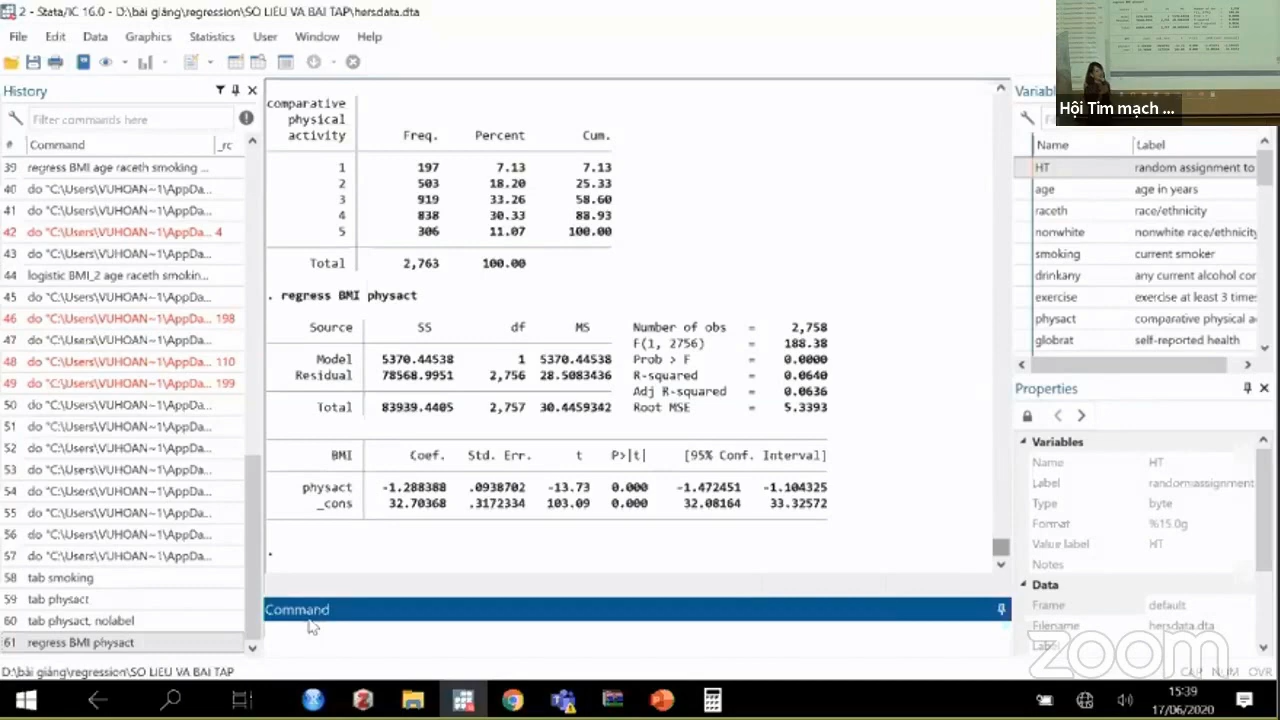 2 - Stata/IC 16.0 - D:\bài giảng\regression\SO LIEU VA BAI TAP\hersdata.dta
File Edit Data Graphics Statistics User Window Help
History
Filter commands here
# Command _rc
39 regress BMI age raceth smoking ...
40 do "C:\Users\VUHOAN~1\AppDa...
41 do "C:\Users\VUHOAN~1\AppDa...
42 do "C:\Users\VUHOAN~1\AppDa... 4
43 do "C:\Users\VUHOAN~1\AppDa...
44 logistic BMI_2 age raceth smokin...
45 do "C:\Users\VUHOAN~1\AppDa...
46 do "C:\Users\VUHOAN~1\AppDa... 198
47 do "C:\Users\VUHOAN~1\AppDa...
48 do "C:\Users\VUHOAN~1\AppDa... 110
49 do "C:\Users\VUHOAN~1\AppDa... 199
50 do "C:\Users\VUHOAN~1\AppDa...
51 do "C:\Users\VUHOAN~1\AppDa...
52 do "C:\Users\VUHOAN~1\AppDa...
53 do "C:\Users\VUHOAN~1\AppDa...
54 do "C:\Users\VUHOAN~1\AppDa...
55 do "C:\Users\VUHOAN~1\AppDa...
56 do "C:\Users\VUHOAN~1\AppDa...
57 do "C:\Users\VUHOAN~1\AppDa...
58 tab smoking
59 tab physact
60 tab physact, nolabel
61 regress BMI physact
comparative
physical
activity Freq. Percent Cum.
1 197 7.13 7.13
2 503 18.20 25.33
3 919 33.26 58.60
4 838 30.33 88.93
5 306 11.07 100.00
Total 2,763 100.00
. regress BMI physact
Source SS df MS Number of obs = 2,758
F(1, 2756) = 188.38
Model 5370.44538 1 5370.44538 Prob > F = 0.0000
Residual 78568.9951 2,756 28.5083436 R-squared = 0.0640
Adj R-squared = 0.0636
Total 83939.4405 2,757 30.4459342 Root MSE = 5.3393
BMI Coef. Std. Err. t P>|t| [95% Conf. Interval]
physact -1.288388 .0938702 -13.73 0.000 -1.472451 -1.104325
_cons 32.70368 .3172334 103.09 0.000 32.08164 33.32572
.
Command
Hội Tim mạch ...
Name Label
HT random assignment to
age age in years
raceth race/ethnicity
nonwhite nonwhite race/ethnicity
smoking current smoker
drinkany any current alcohol con
exercise exercise at least 3 times
physact comparative physical a
globrat self-reported health
Properties
Variables
Name HT
Label random assignment
Type byte
Format %15.0g
Value label HT
Notes
Data
Frame default
Filename hersdata.dta
Label
zoom
D:\bài giảng\regression\SO LIEU VA BAI TAP
CAP NUM OVR
15:39
17/06/2020